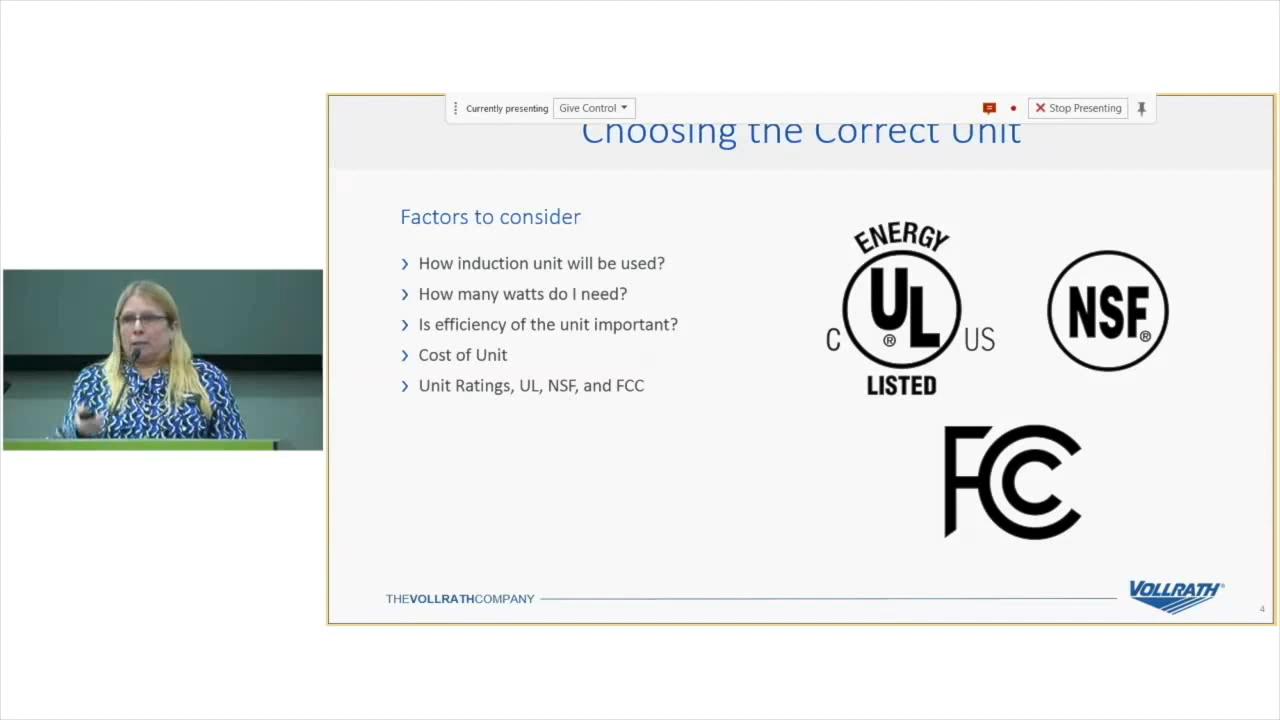 Currently presenting Give Control
Stop Presenting
Choosing the Correct Unit
Factors to consider
› How induction unit will be used?
› How many watts do I need?
› Is efficiency of the unit important?
› Cost of Unit
› Unit Ratings, UL, NSF, and FCC
ENERGY
UL
®
C US
LISTED
NSF®
FCC
THEVOLLRATHCOMPANY
VOLLRATH®
4